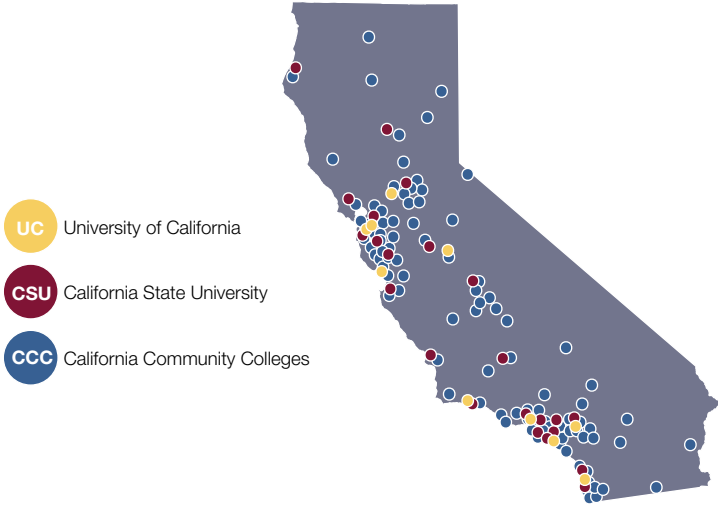 UC University of California
CSU California State University
CCC California Community Colleges